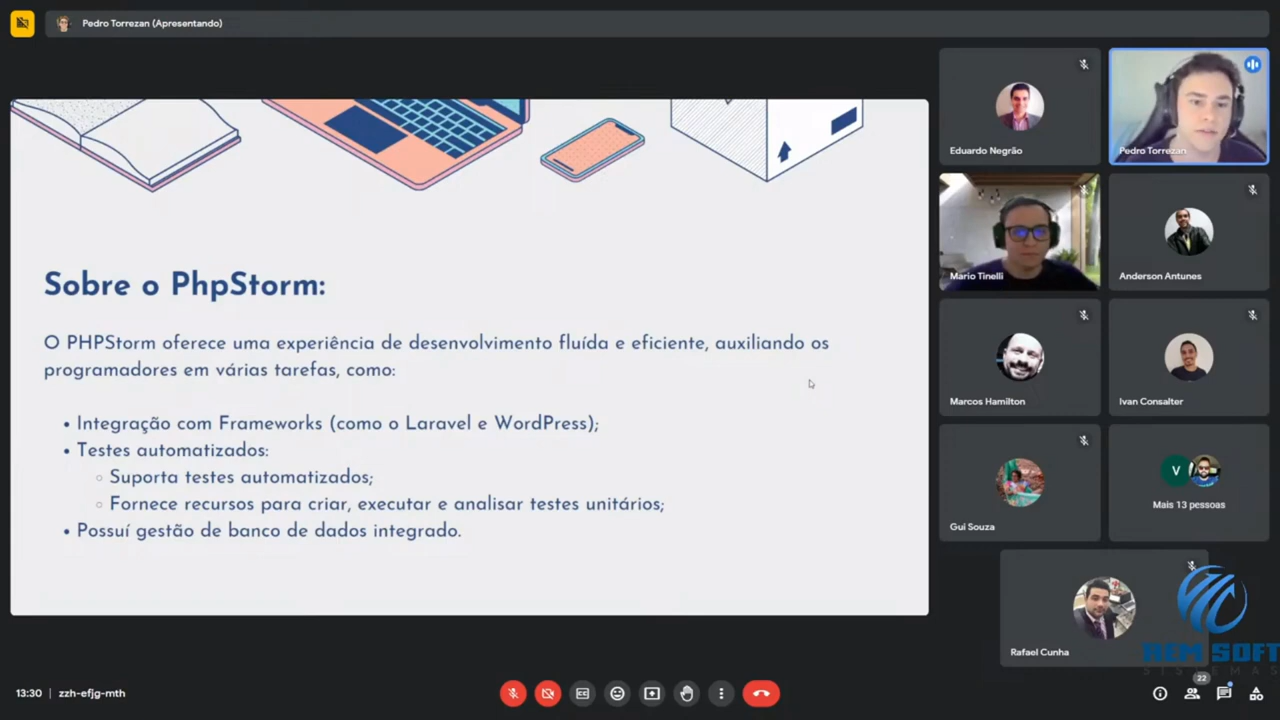 Pedro Torrezan (Apresentando)
Eduardo Negrão
Pedro Torrezan
Sobre o PhpStorm:
O PHPStorm oferece uma experiência de desenvolvimento fluída e eficiente, auxiliando os
programadores em várias tarefas, como:
• Integração com Frameworks (como o Laravel e WordPress);
• Testes automatizados:
◦ Suporta testes automatizados;
◦ Fornece recursos para criar, executar e analisar testes unitários;
• Possuí gestão de banco de dados integrado.
Mario Tinelli
Anderson Antunes
Marcos Hamilton
Ivan Consalter
V
Gui Souza
Mais 13 pessoas
Rafael Cunha
SOFT
SISTEMAS
13:30 | zzh-efjg-mth
22